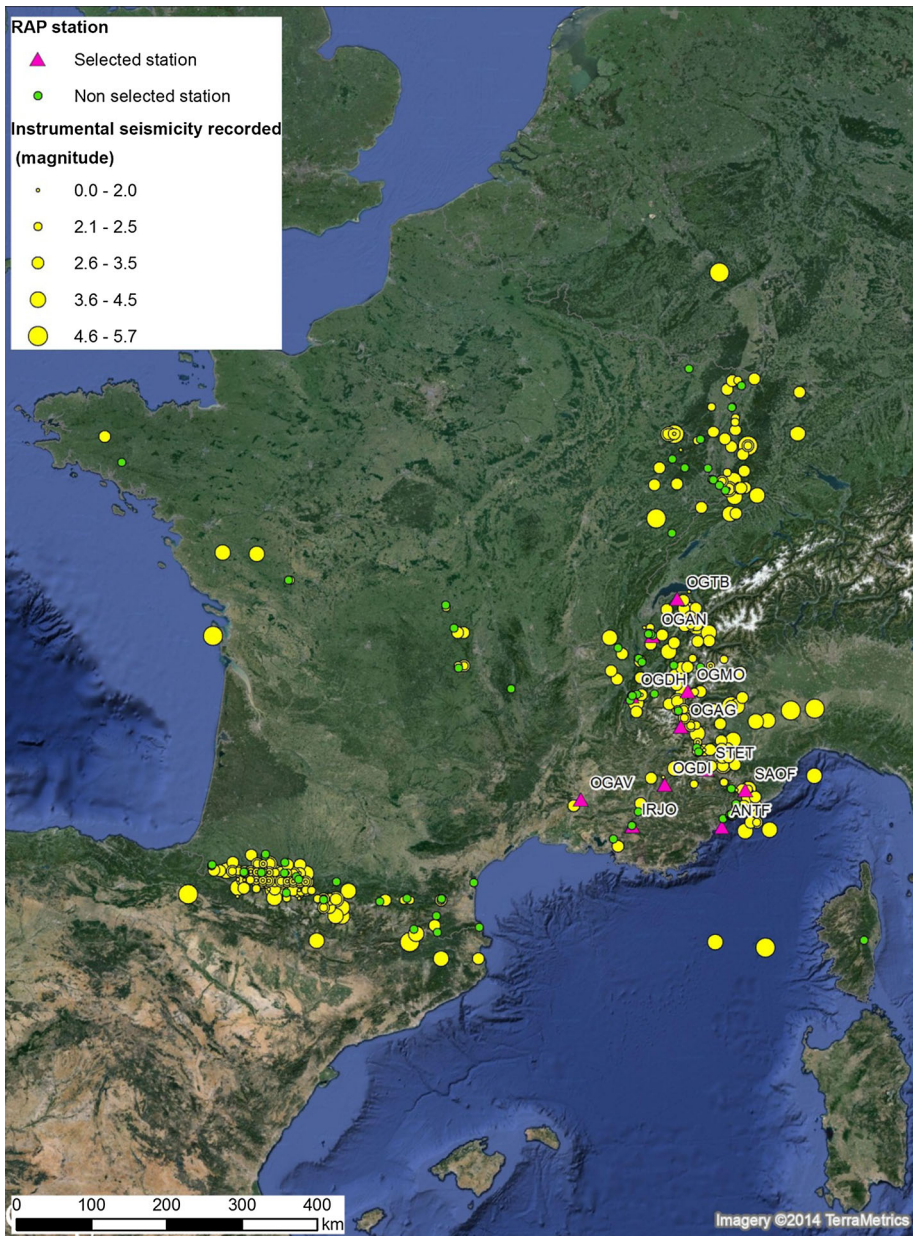 RAP station
Selected station
Non selected station
Instrumental seismicity recorded
(magnitude)
0.0 - 2.0
2.1 - 2.5
2.6 - 3.5
3.6 - 4.5
4.6 - 5.7
OGTB
OGAN
OGMO
OGDH
OGAG
STET
OGDI
OGAV
SAOF
IRJO
ANTF
0 100 200 300 400
km
Imagery ©2014 TerraMetrics